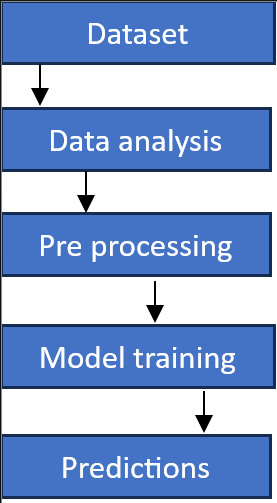 Dataset
Data analysis
Pre processing
Model training
Predictions